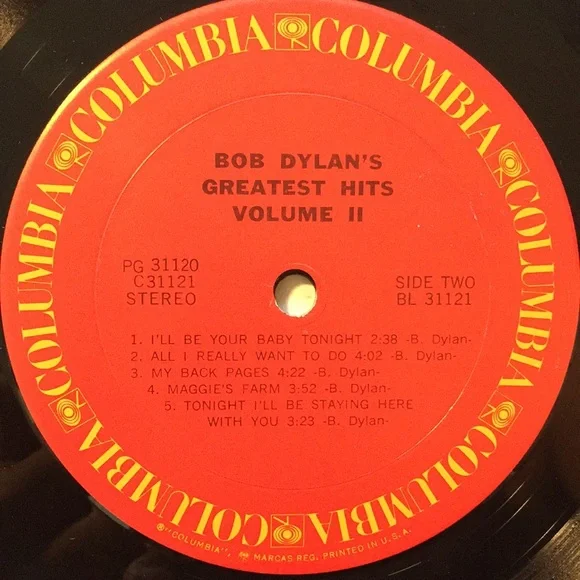 COLUMBIA COLUMBIA COLUMBIA COLUMBIA COLUMBIA COLUMBIA
BOB DYLAN'S
GREATEST HITS
VOLUME II
PG 31120
C31121
STEREO
SIDE TWO
BL 31121
1. I'LL BE YOUR BABY TONIGHT 2:38 -B. Dylan-
2. ALL I REALLY WANT TO DO 4:02 -B. Dylan-
3. MY BACK PAGES 4:22 -B. Dylan-
4. MAGGIE'S FARM 3:52 -B. Dylan-
5. TONIGHT I'LL BE STAYING HERE
WITH YOU 3:23 -B. Dylan-
® "COLUMBIA", MARCAS REG. PRINTED IN U.S.A.